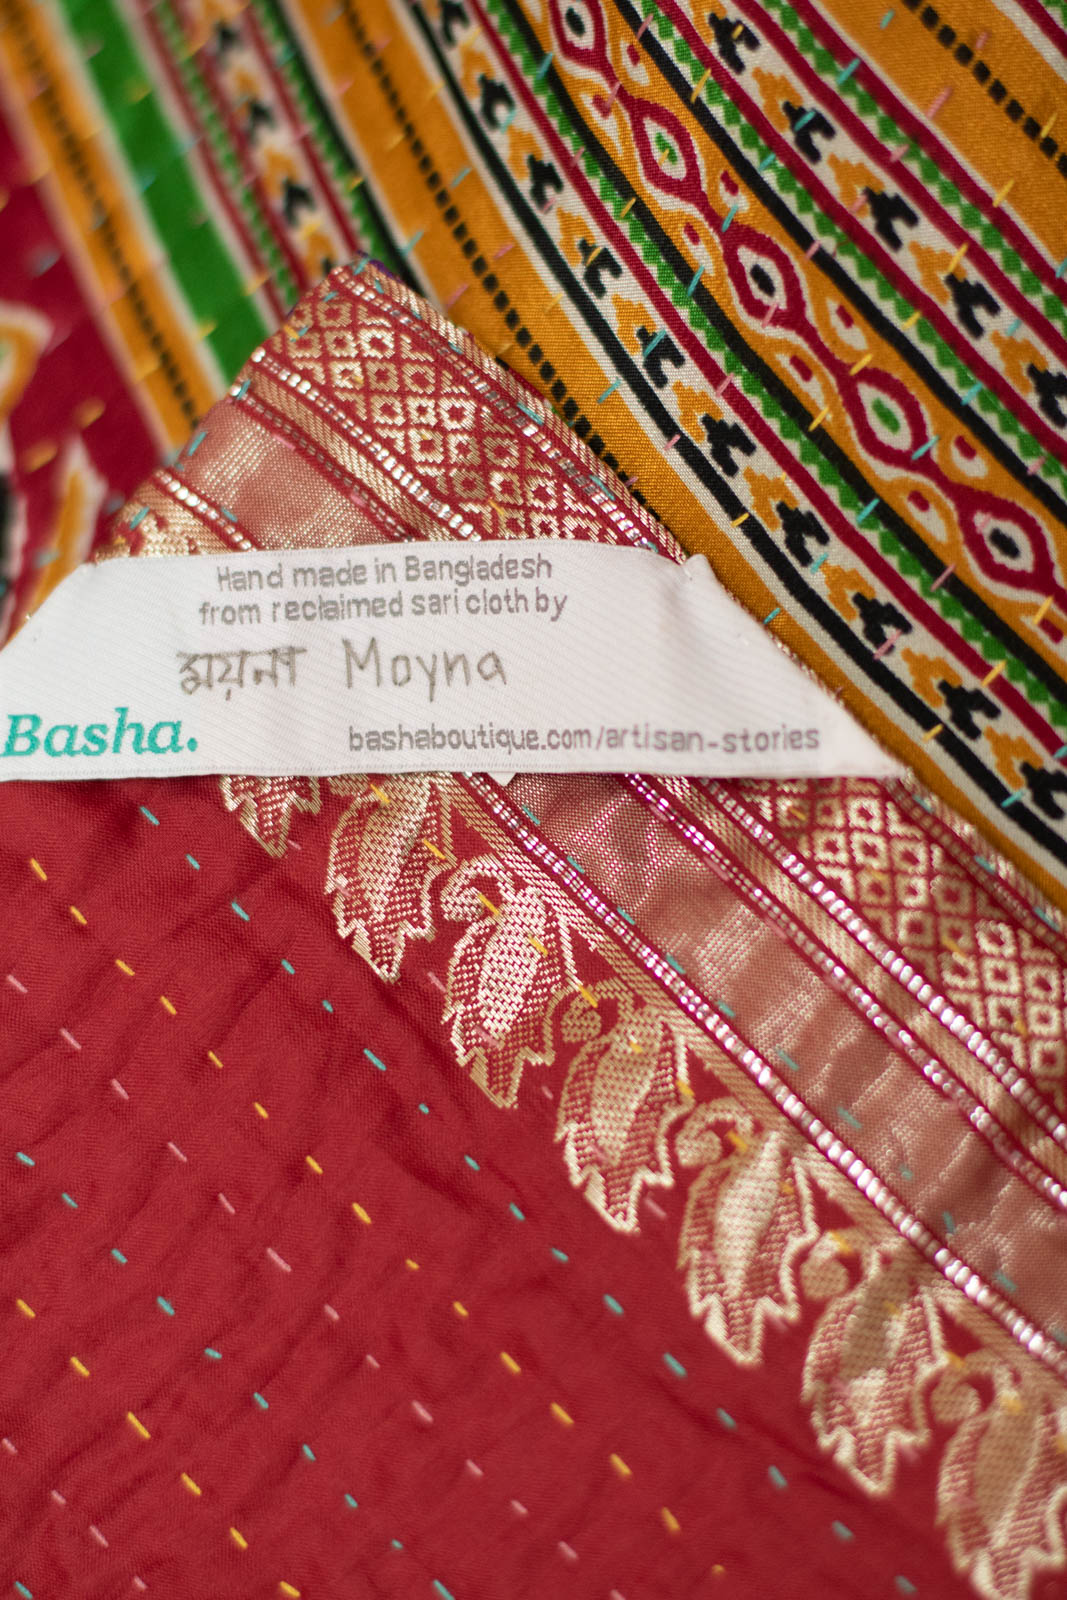 Hand made in Bangladesh
from reclaimed sari cloth by
ময়না Moyna
Basha.
bashaboutique.com/artisan-stories